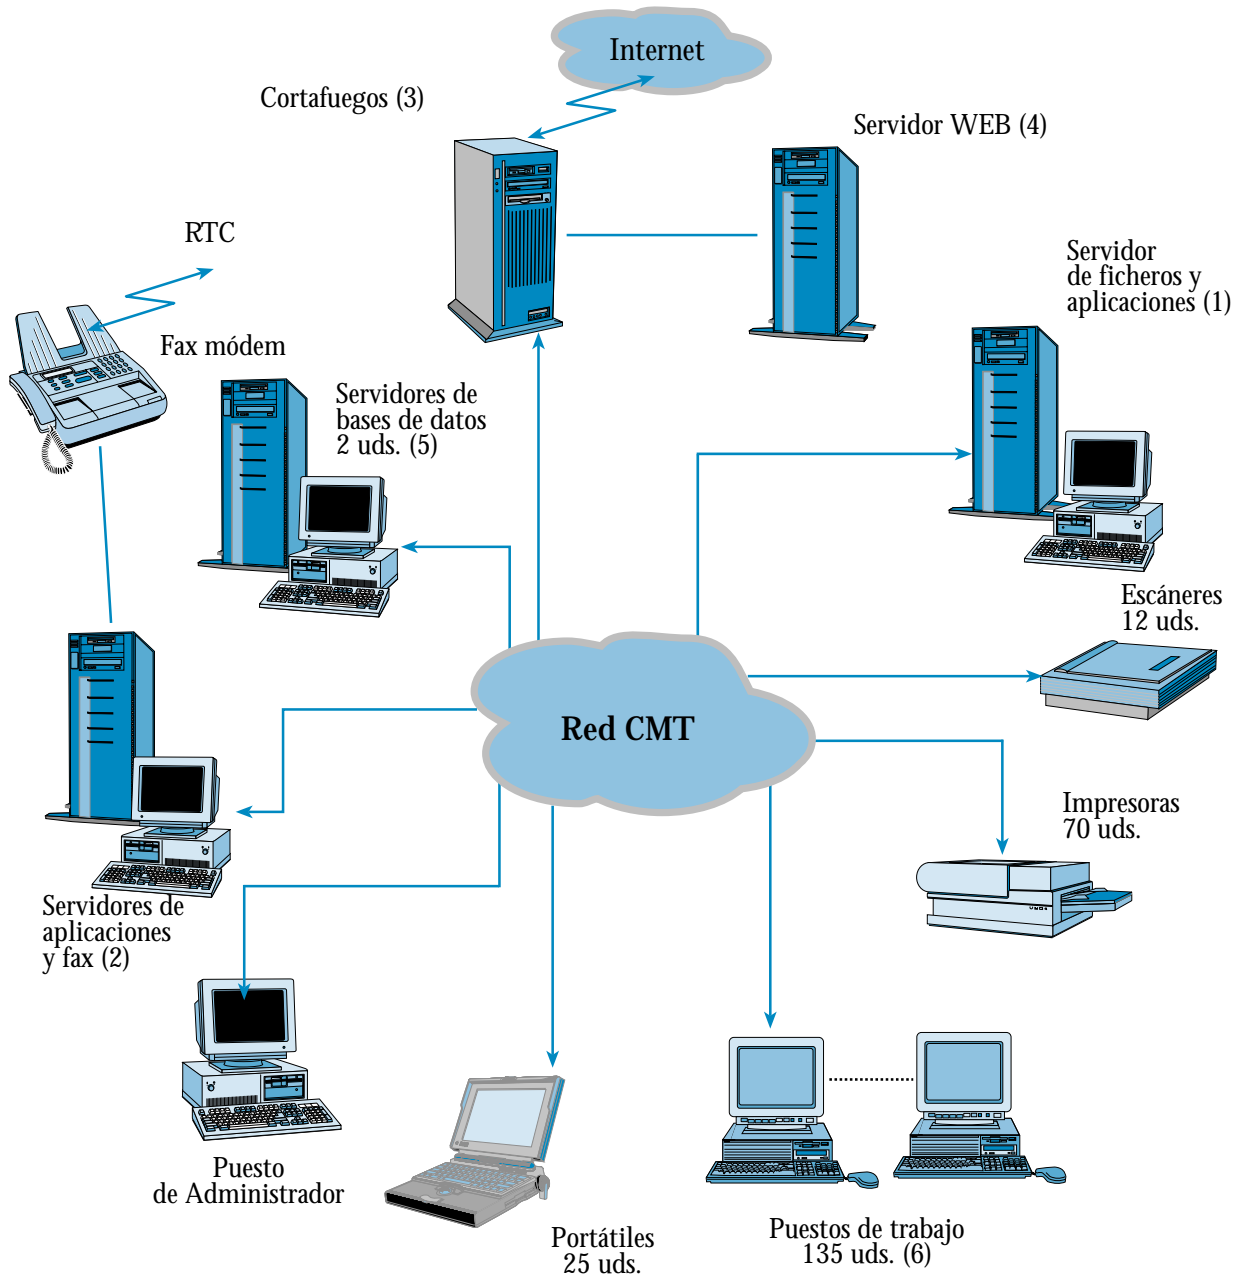 Internet
Cortafuegos (3)
Servidor WEB (4)
RTC
Servidor
de ficheros y
aplicaciones (1)
Fax módem
Servidores de
bases de datos
2 uds. (5)
Escáneres
12 uds.
Red CMT
Impresoras
70 uds.
Servidores de
aplicaciones
y fax (2)
Puesto
de Administrador
Portátiles
25 uds.
Puestos de trabajo
135 uds. (6)